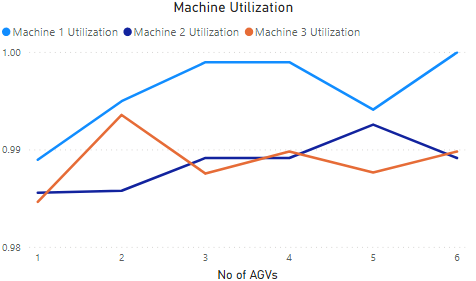 Machine Utilization
Machine 1 Utilization Machine 2 Utilization Machine 3 Utilization
1.00
0.99
0.98
1 2 3 4 5 6
No of AGVs